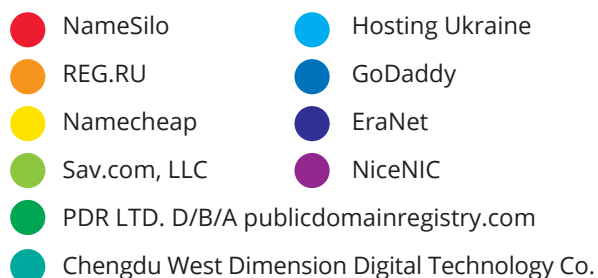 NameSilo
Hosting Ukraine
REG.RU
GoDaddy
Namecheap
EraNet
Sav.com, LLC
NiceNIC
PDR LTD. D/B/A publicdomainregistry.com
Chengdu West Dimension Digital Technology Co.